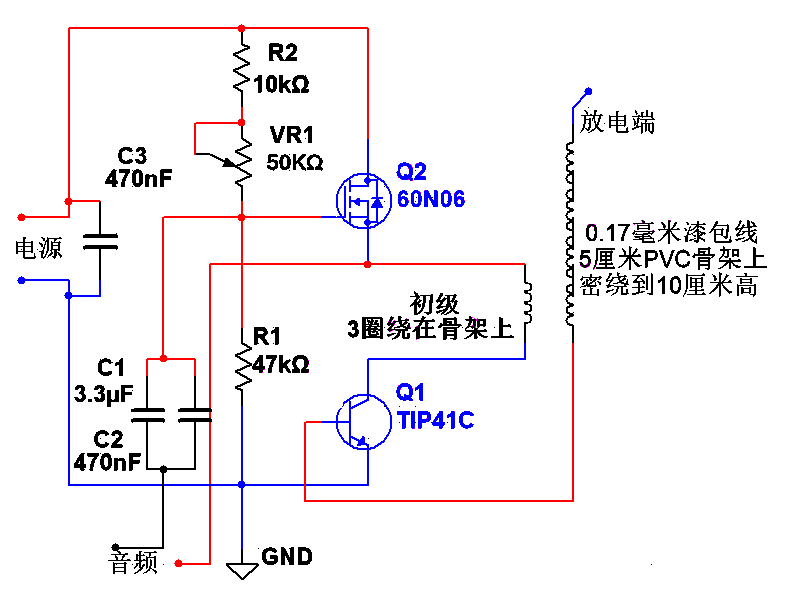 R2
10kΩ
VR1
50KΩ
C3
470nF
Q2
60N06
放电端
电源
0.17毫米漆包线
5厘米PVC骨架上
密绕到10厘米高
初级
3圈绕在骨架上
R1
47kΩ
C1
3.3µF
C2
470nF
Q1
TIP41C
音频
GND